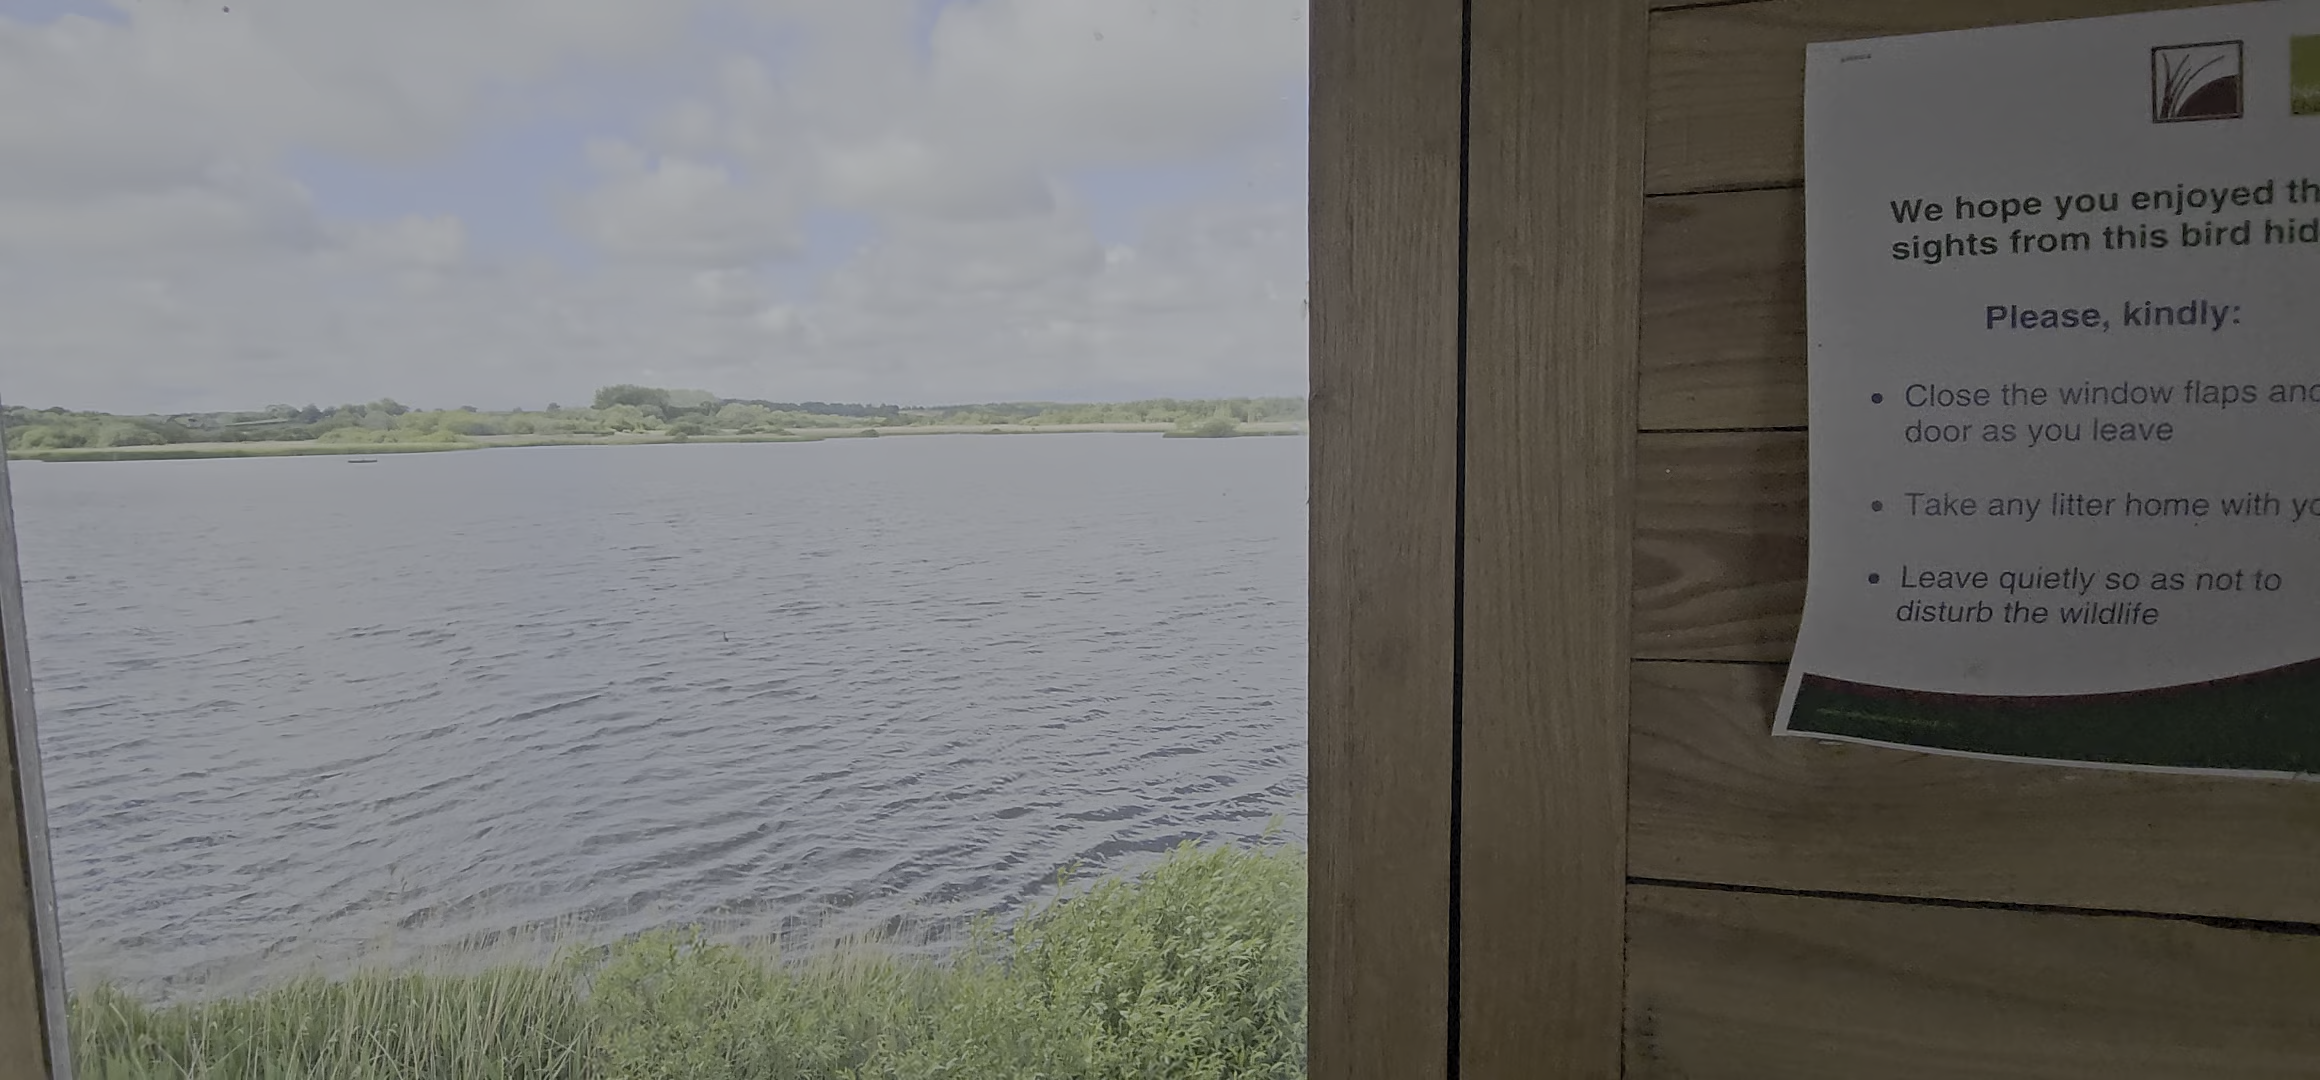 We hope you enjoyed th
sights from this bird hid
Please, kindly:
• Close the window flaps and
door as you leave
• Take any litter home with yo
• Leave quietly so as not to
disturb the wildlife